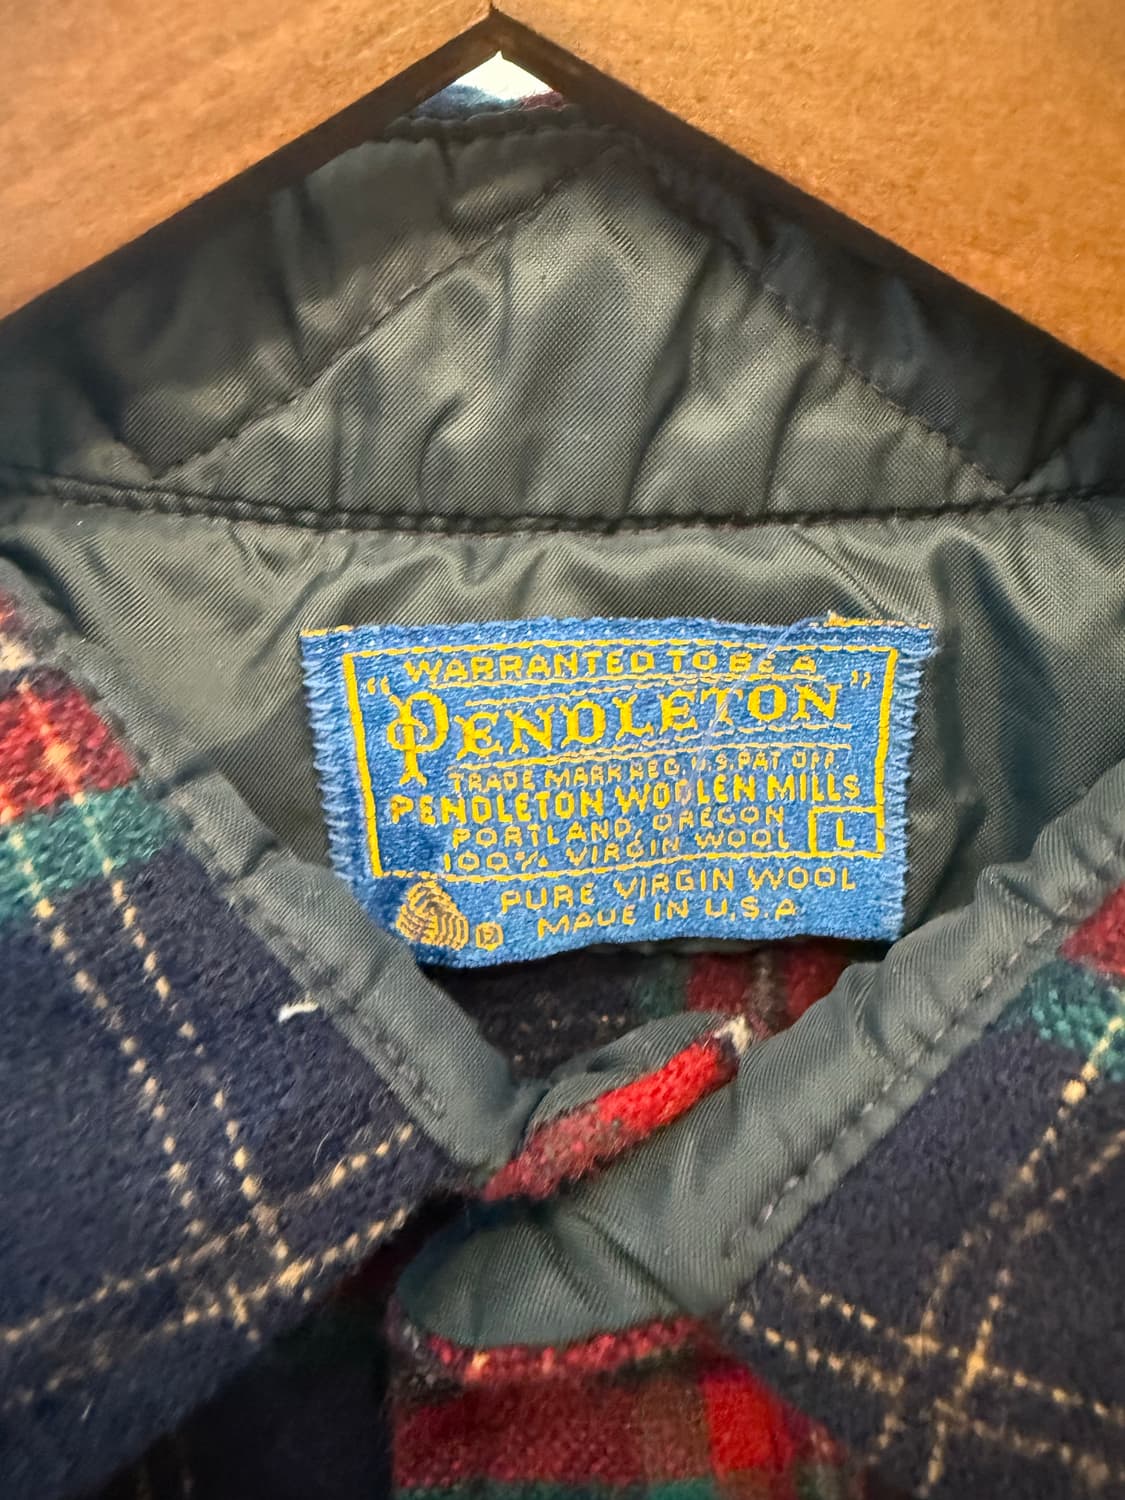 WARRANTED TO BE A
"PENDLETON"
TRADE MARK REG. U.S. PAT. OFF.
PENDLETON WOOLEN MILLS
PORTLAND, OREGON
100% VIRGIN WOOL L
PURE VIRGIN WOOL
® MADE IN U.S.A.